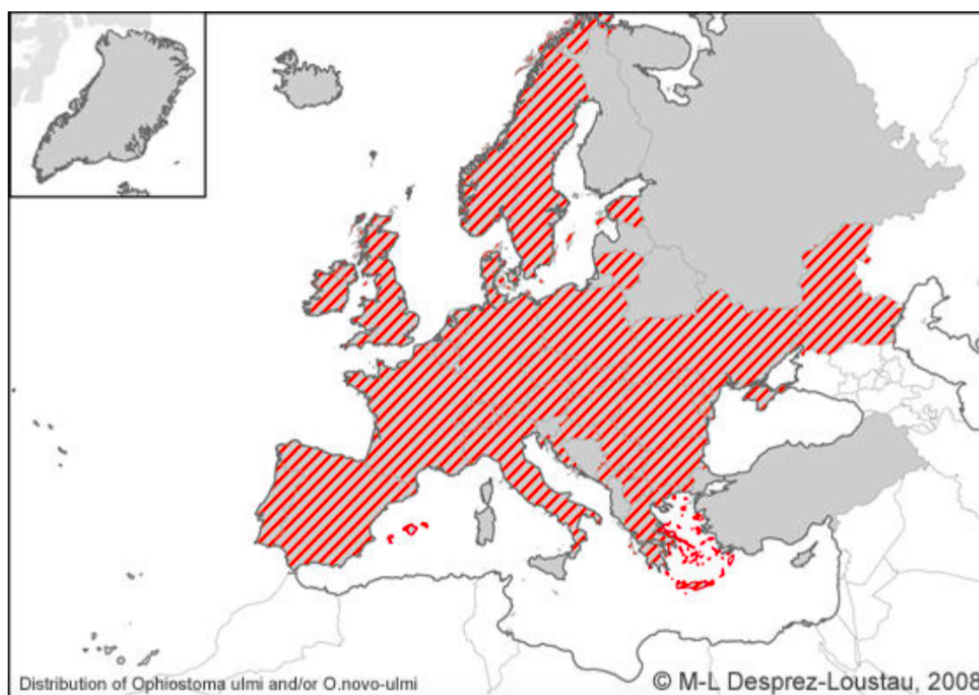 Distribution of Ophiostoma ulmi and/or O.novo-ulmi
© M-L Desprez-Loustau, 2008